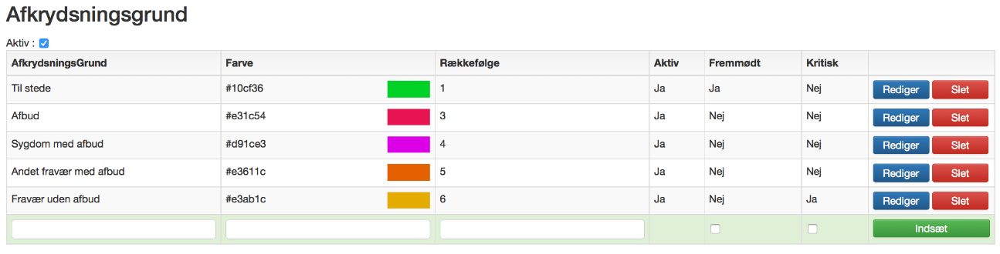 Afkrydsningsgrund
Aktiv :
AfkrydsningsGrund Farve Rækkefølge Aktiv Fremmødt Kritisk
Til stede #10cf36 1 Ja Ja Nej Rediger Slet
Afbud #e31c54 3 Ja Nej Nej Rediger Slet
Sygdom med afbud #d91ce3 4 Ja Nej Nej Rediger Slet
Andet fravær med afbud #e3611c 5 Ja Nej Nej Rediger Slet
Fravær uden afbud #e3ab1c 6 Ja Nej Ja Rediger Slet
Indsæt